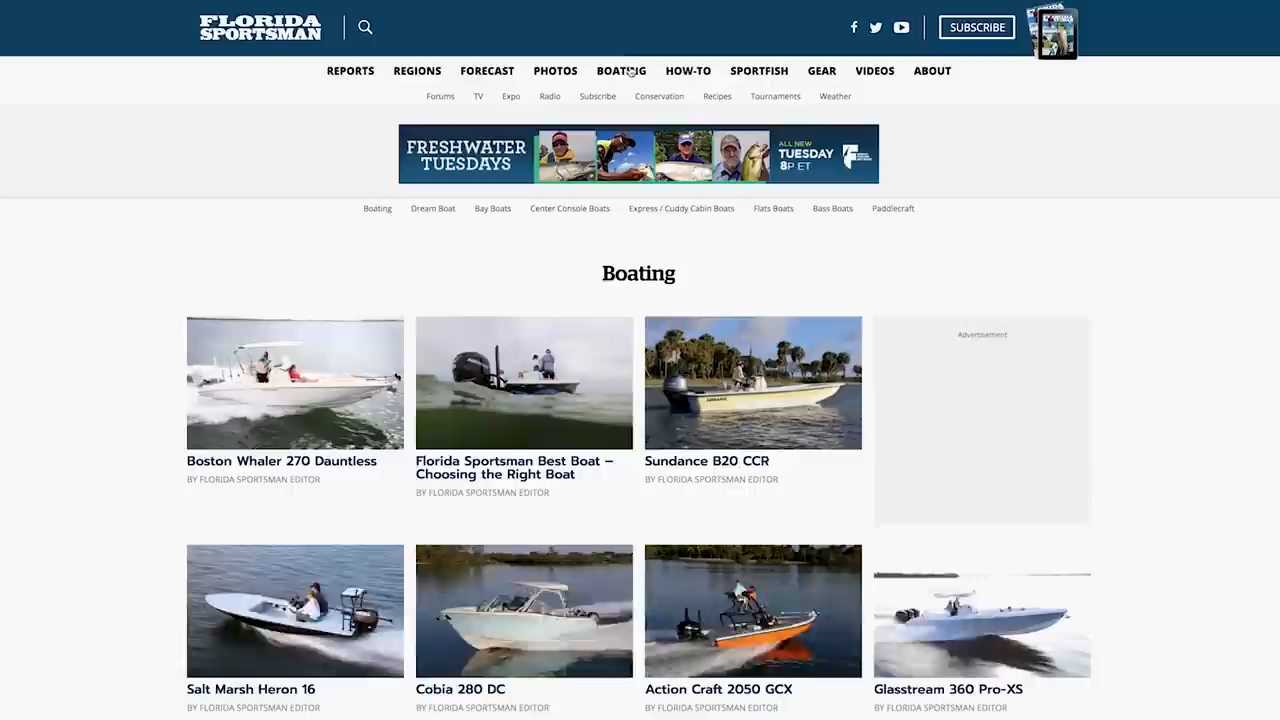 FLORIDA
SPORTSMAN
SUBSCRIBE
REPORTS REGIONS FORECAST PHOTOS BOATING HOW-TO SPORTFISH GEAR VIDEOS ABOUT
Forums TV Expo Radio Subscribe Conservation Recipes Tournaments Weather
FRESHWATER
TUESDAYS
ALL NEW
TUESDAY
8P ET
Boating Dream Boat Bay Boats Center Console Boats Express / Cuddy Cabin Boats Flats Boats Bass Boats Paddlecraft
Boating
Advertisement
Boston Whaler 270 Dauntless
BY FLORIDA SPORTSMAN EDITOR
Florida Sportsman Best Boat –
Choosing the Right Boat
BY FLORIDA SPORTSMAN EDITOR
Sundance B20 CCR
BY FLORIDA SPORTSMAN EDITOR
Salt Marsh Heron 16
BY FLORIDA SPORTSMAN EDITOR
Cobia 280 DC
BY FLORIDA SPORTSMAN EDITOR
Action Craft 2050 GCX
BY FLORIDA SPORTSMAN EDITOR
Glasstream 360 Pro-XS
BY FLORIDA SPORTSMAN EDITOR